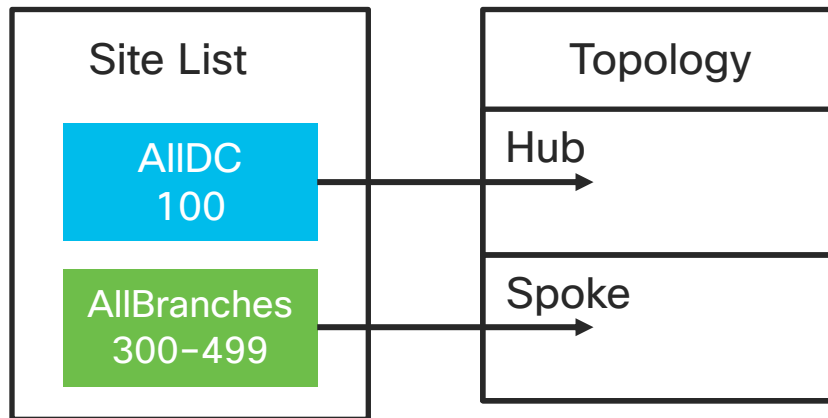 Site List
AllDC
100
AllBranches
300-499
Topology
Hub
Spoke